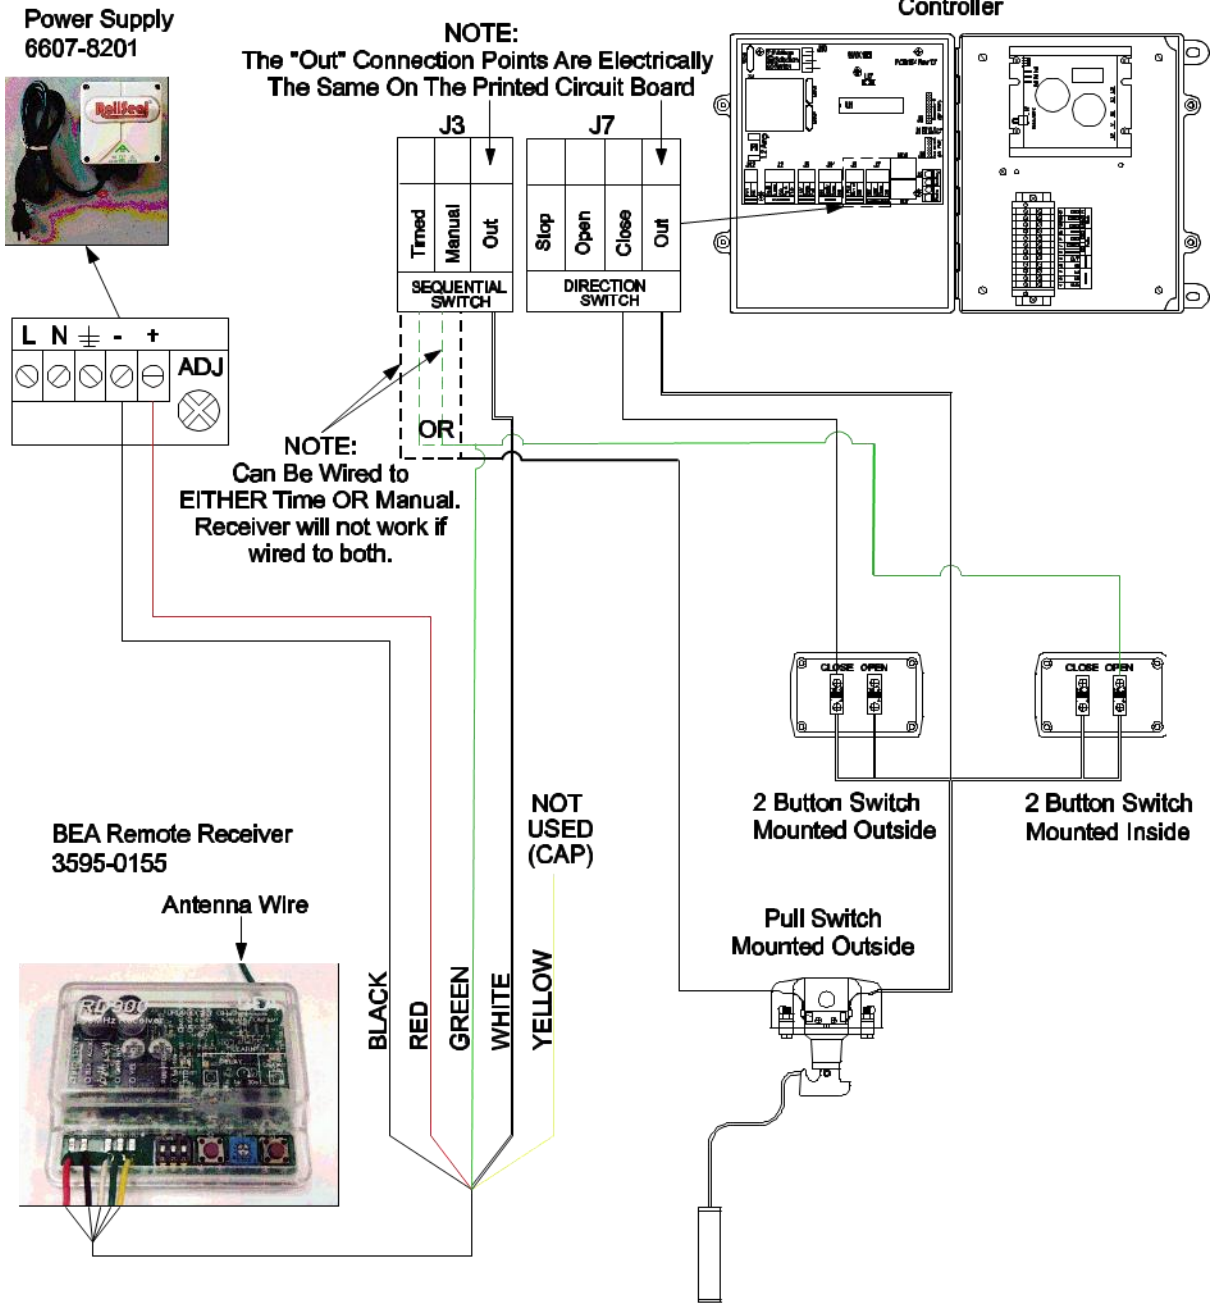 Controller
Power Supply
6607-8201
RollSeal
NOTE:
The "Out" Connection Points Are Electrically
The Same On The Printed Circuit Board
J3
J7
Timed
Manual
Out
Stop
Open
Close
Out
SEQUENTIAL
SWITCH
DIRECTION
SWITCH
L N - +
ADJ
OR
NOTE:
Can Be Wired to
EITHER Time OR Manual.
Receiver will not work if
wired to both.
CLOSE OPEN
CLOSE OPEN
2 Button Switch
Mounted Outside
2 Button Switch
Mounted Inside
NOT
USED
(CAP)
BEA Remote Receiver
3595-0155
Antenna Wire
Pull Switch
Mounted Outside
BLACK
RED
GREEN
WHITE
YELLOW